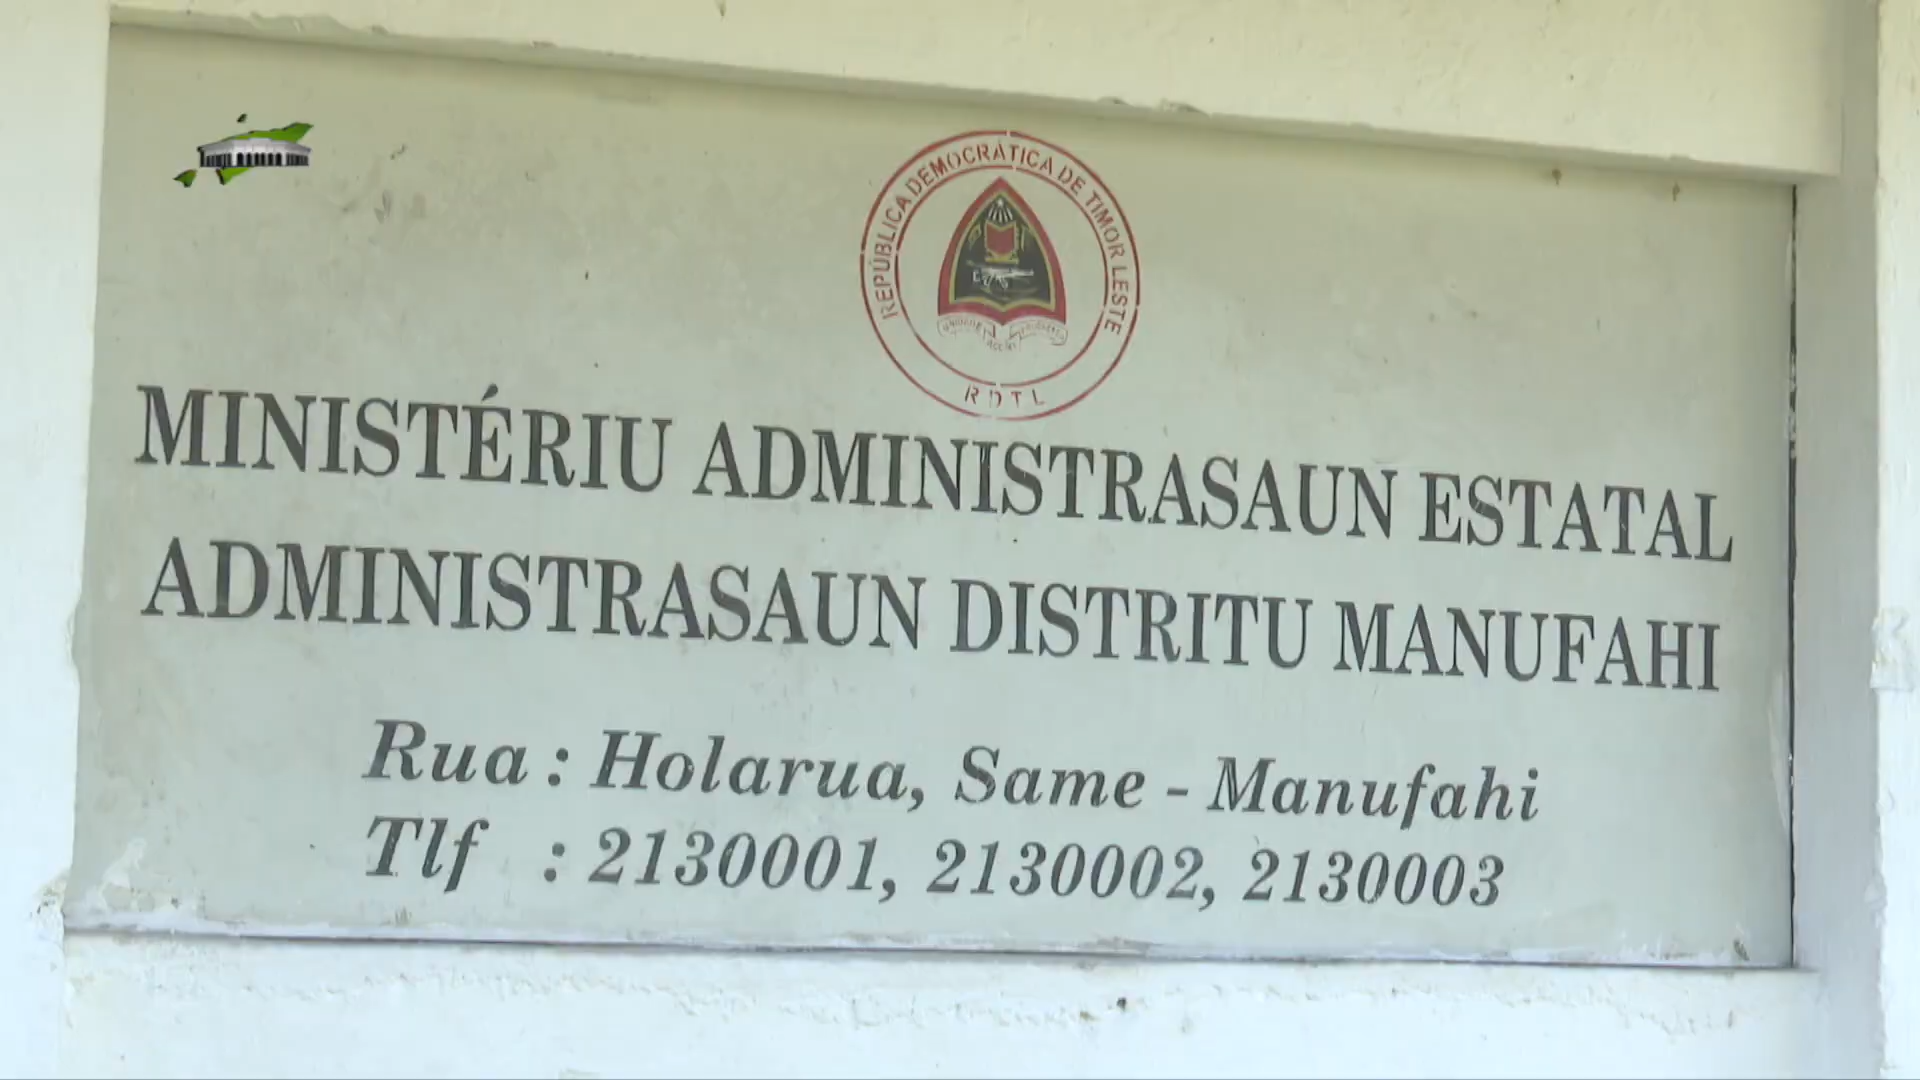 REPÚBLICA DEMOCRÁTICA DE TIMOR LESTE
RDTL
MINISTÉRIU ADMINISTRASAUN ESTATAL
ADMINISTRASAUN DISTRITU MANUFAHI
Rua : Holarua, Same - Manufahi
Tlf : 2130001, 2130002, 2130003